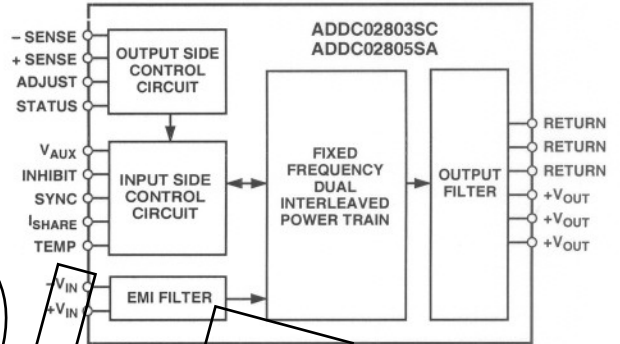 ADDC02803SC
ADDC02805SA
– SENSE
+ SENSE
ADJUST
STATUS
OUTPUT SIDE
CONTROL
CIRCUIT
VAUX
INHIBIT
SYNC
ISHARE
TEMP
INPUT SIDE
CONTROL
CIRCUIT
–VIN
+VIN
EMI FILTER
FIXED
FREQUENCY
DUAL
INTERLEAVED
POWER TRAIN
OUTPUT
FILTER
RETURN
RETURN
RETURN
+VOUT
+VOUT
+VOUT